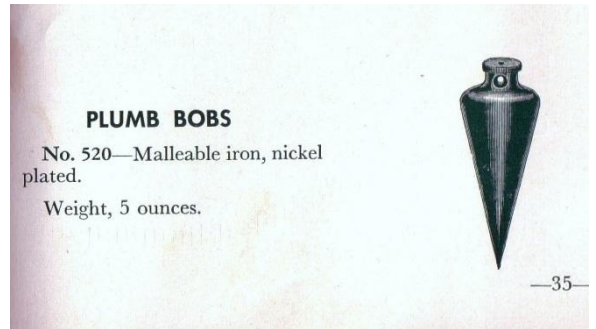 PLUMB BOBS
No. 520—Malleable iron, nickel
plated.
Weight, 5 ounces.
—35—